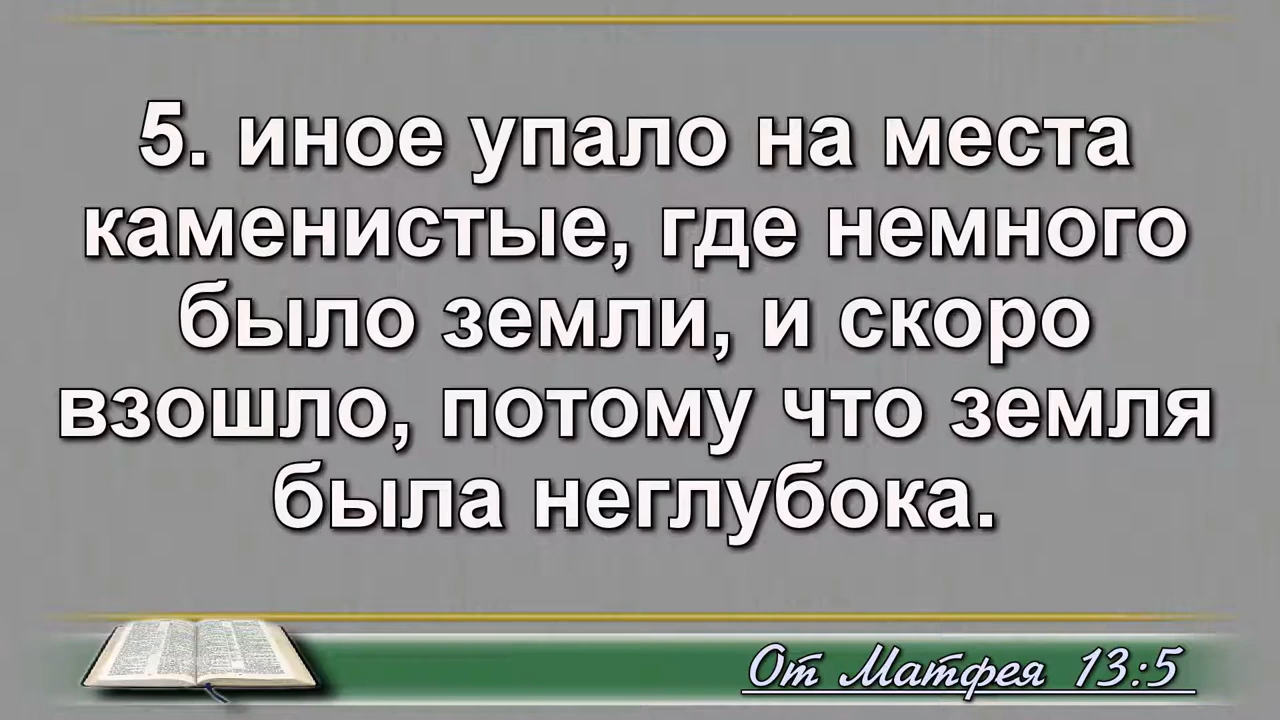 5. иное упало на места
каменистые, где немного
было земли, и скоро
взошло, потому что земля
была неглубока.
От Матфея 13:5